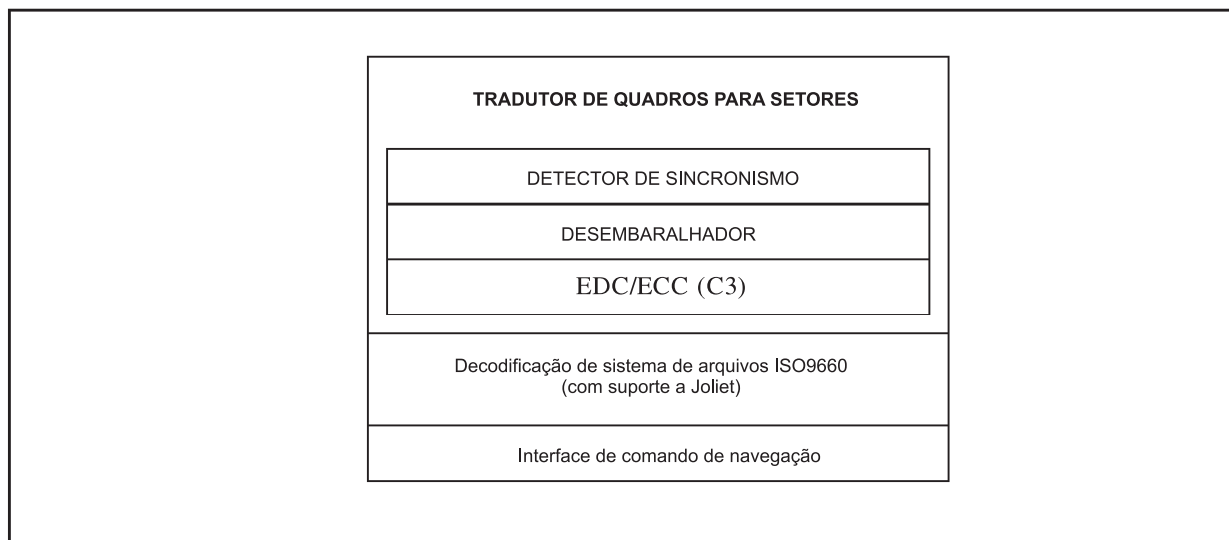 TRADUTOR DE QUADROS PARA SETORES
DETECTOR DE SINCRONISMO
DESEMBARALHADOR
EDC/ECC (C3)
Decodificação de sistema de arquivos ISO9660
(com suporte a Joliet)
Interface de comando de navegação